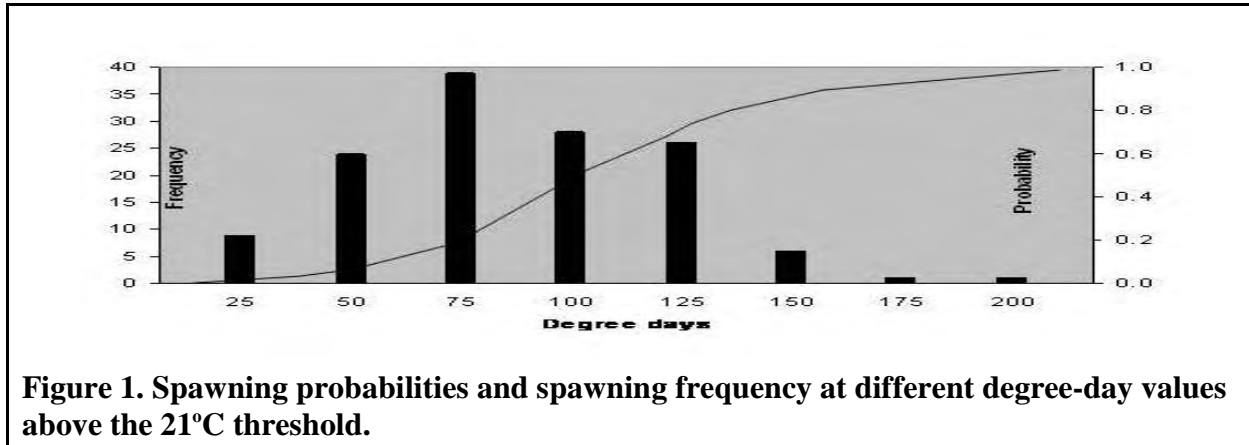 40
35
30
25
20
15
10
5
0
Frequency
1.0
0.8
0.6
0.4
0.2
0.0
Probability
25 50 75 100 125 150 175 200
Degree days
Figure 1. Spawning probabilities and spawning frequency at different degree-day values
above the 21ºC threshold.